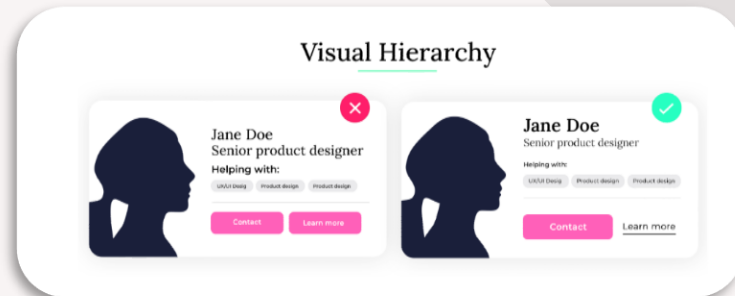 Visual Hierarchy
Jane Doe
Senior product designer
Helping with:
UX/UI Desig Product design Product design
Contact Learn more
Jane Doe
Senior product designer
Helping with:
UX/UI Desig Product design Product design
Contact Learn more